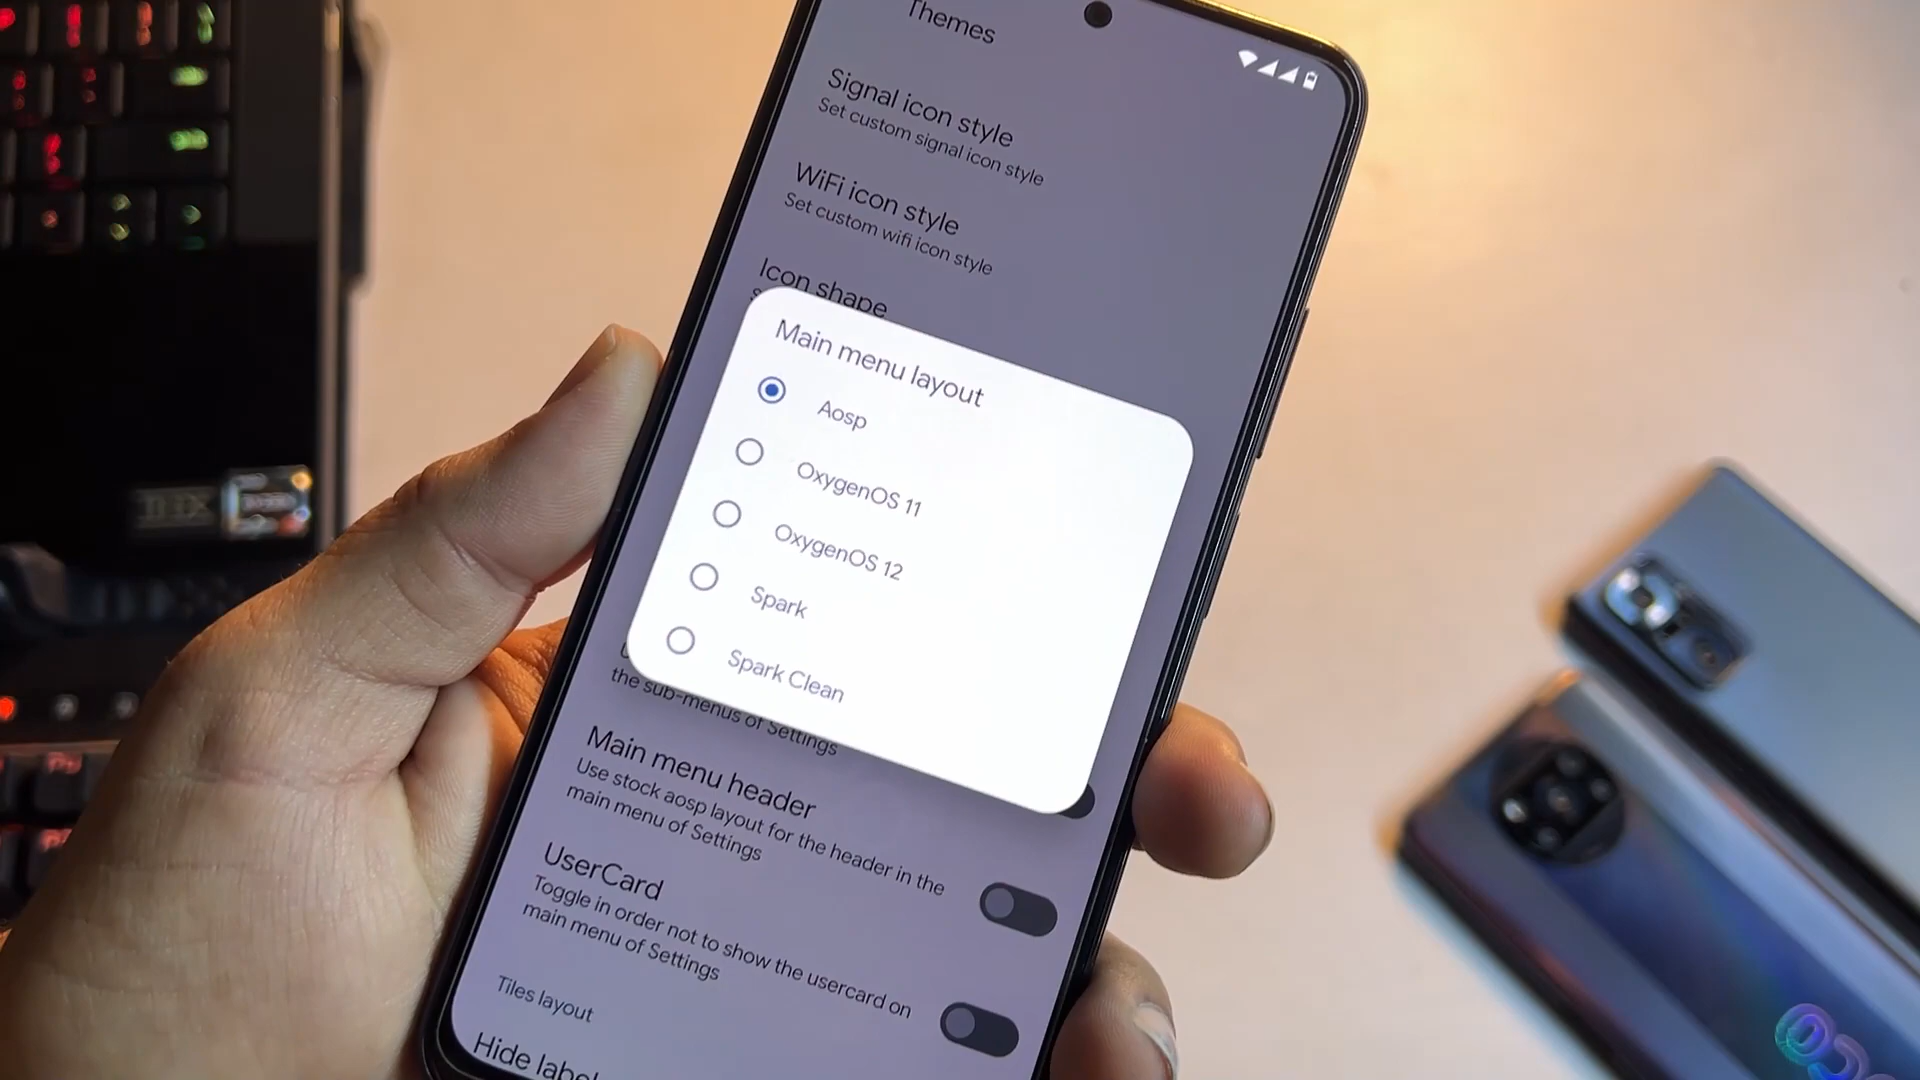 Themes
Signal icon style
Set custom signal icon style
WiFi icon style
Set custom wifi icon style
Icon shape
Main menu layout
Aosp
OxygenOS 11
OxygenOS 12
Spark
Spark Clean
the sub-menus of Settings
Main menu header
Use stock aosp layout for the header in the
main menu of Settings
UserCard
Toggle in order not to show the usercard on
main menu of Settings
Tiles layout
Hide label